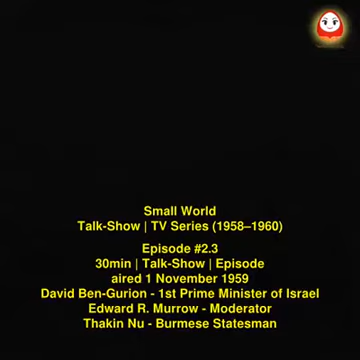 Small World
Talk-Show | TV Series (1958–1960)
Episode #2.3
30min | Talk-Show | Episode
aired 1 November 1959
David Ben-Gurion - 1st Prime Minister of Israel
Edward R. Murrow - Moderator
Thakin Nu - Burmese Statesman